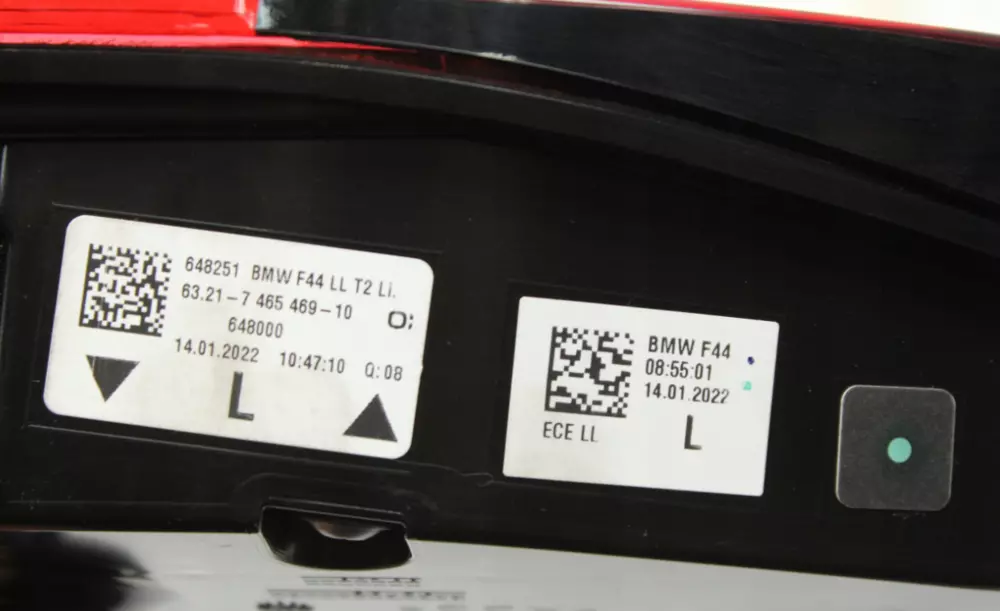 648251 BMW F44 LL T2 Li.
63.21-7 465 469-10
O:
648000
14.01.2022 10:47:10 Q:08
L
BMW F44
08:55:01
14.01.2022
ECE LL
L